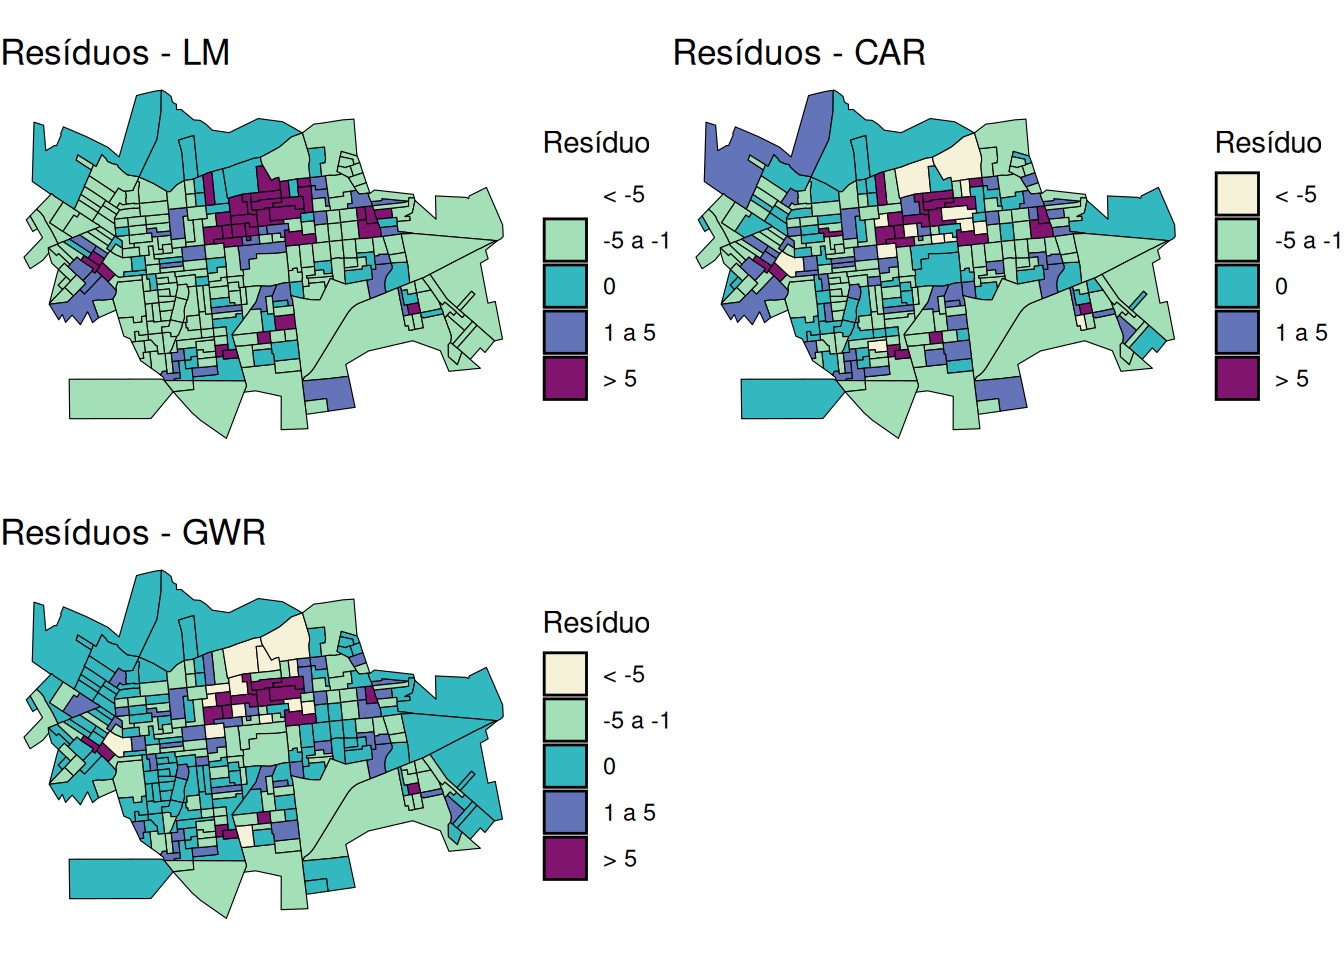 Resíduos - LM
Resíduo
< -5
-5 a -1
0
1 a 5
> 5
Resíduos - CAR
Resíduo
< -5
-5 a -1
0
1 a 5
> 5
Resíduos - GWR
Resíduo
< -5
-5 a -1
0
1 a 5
> 5